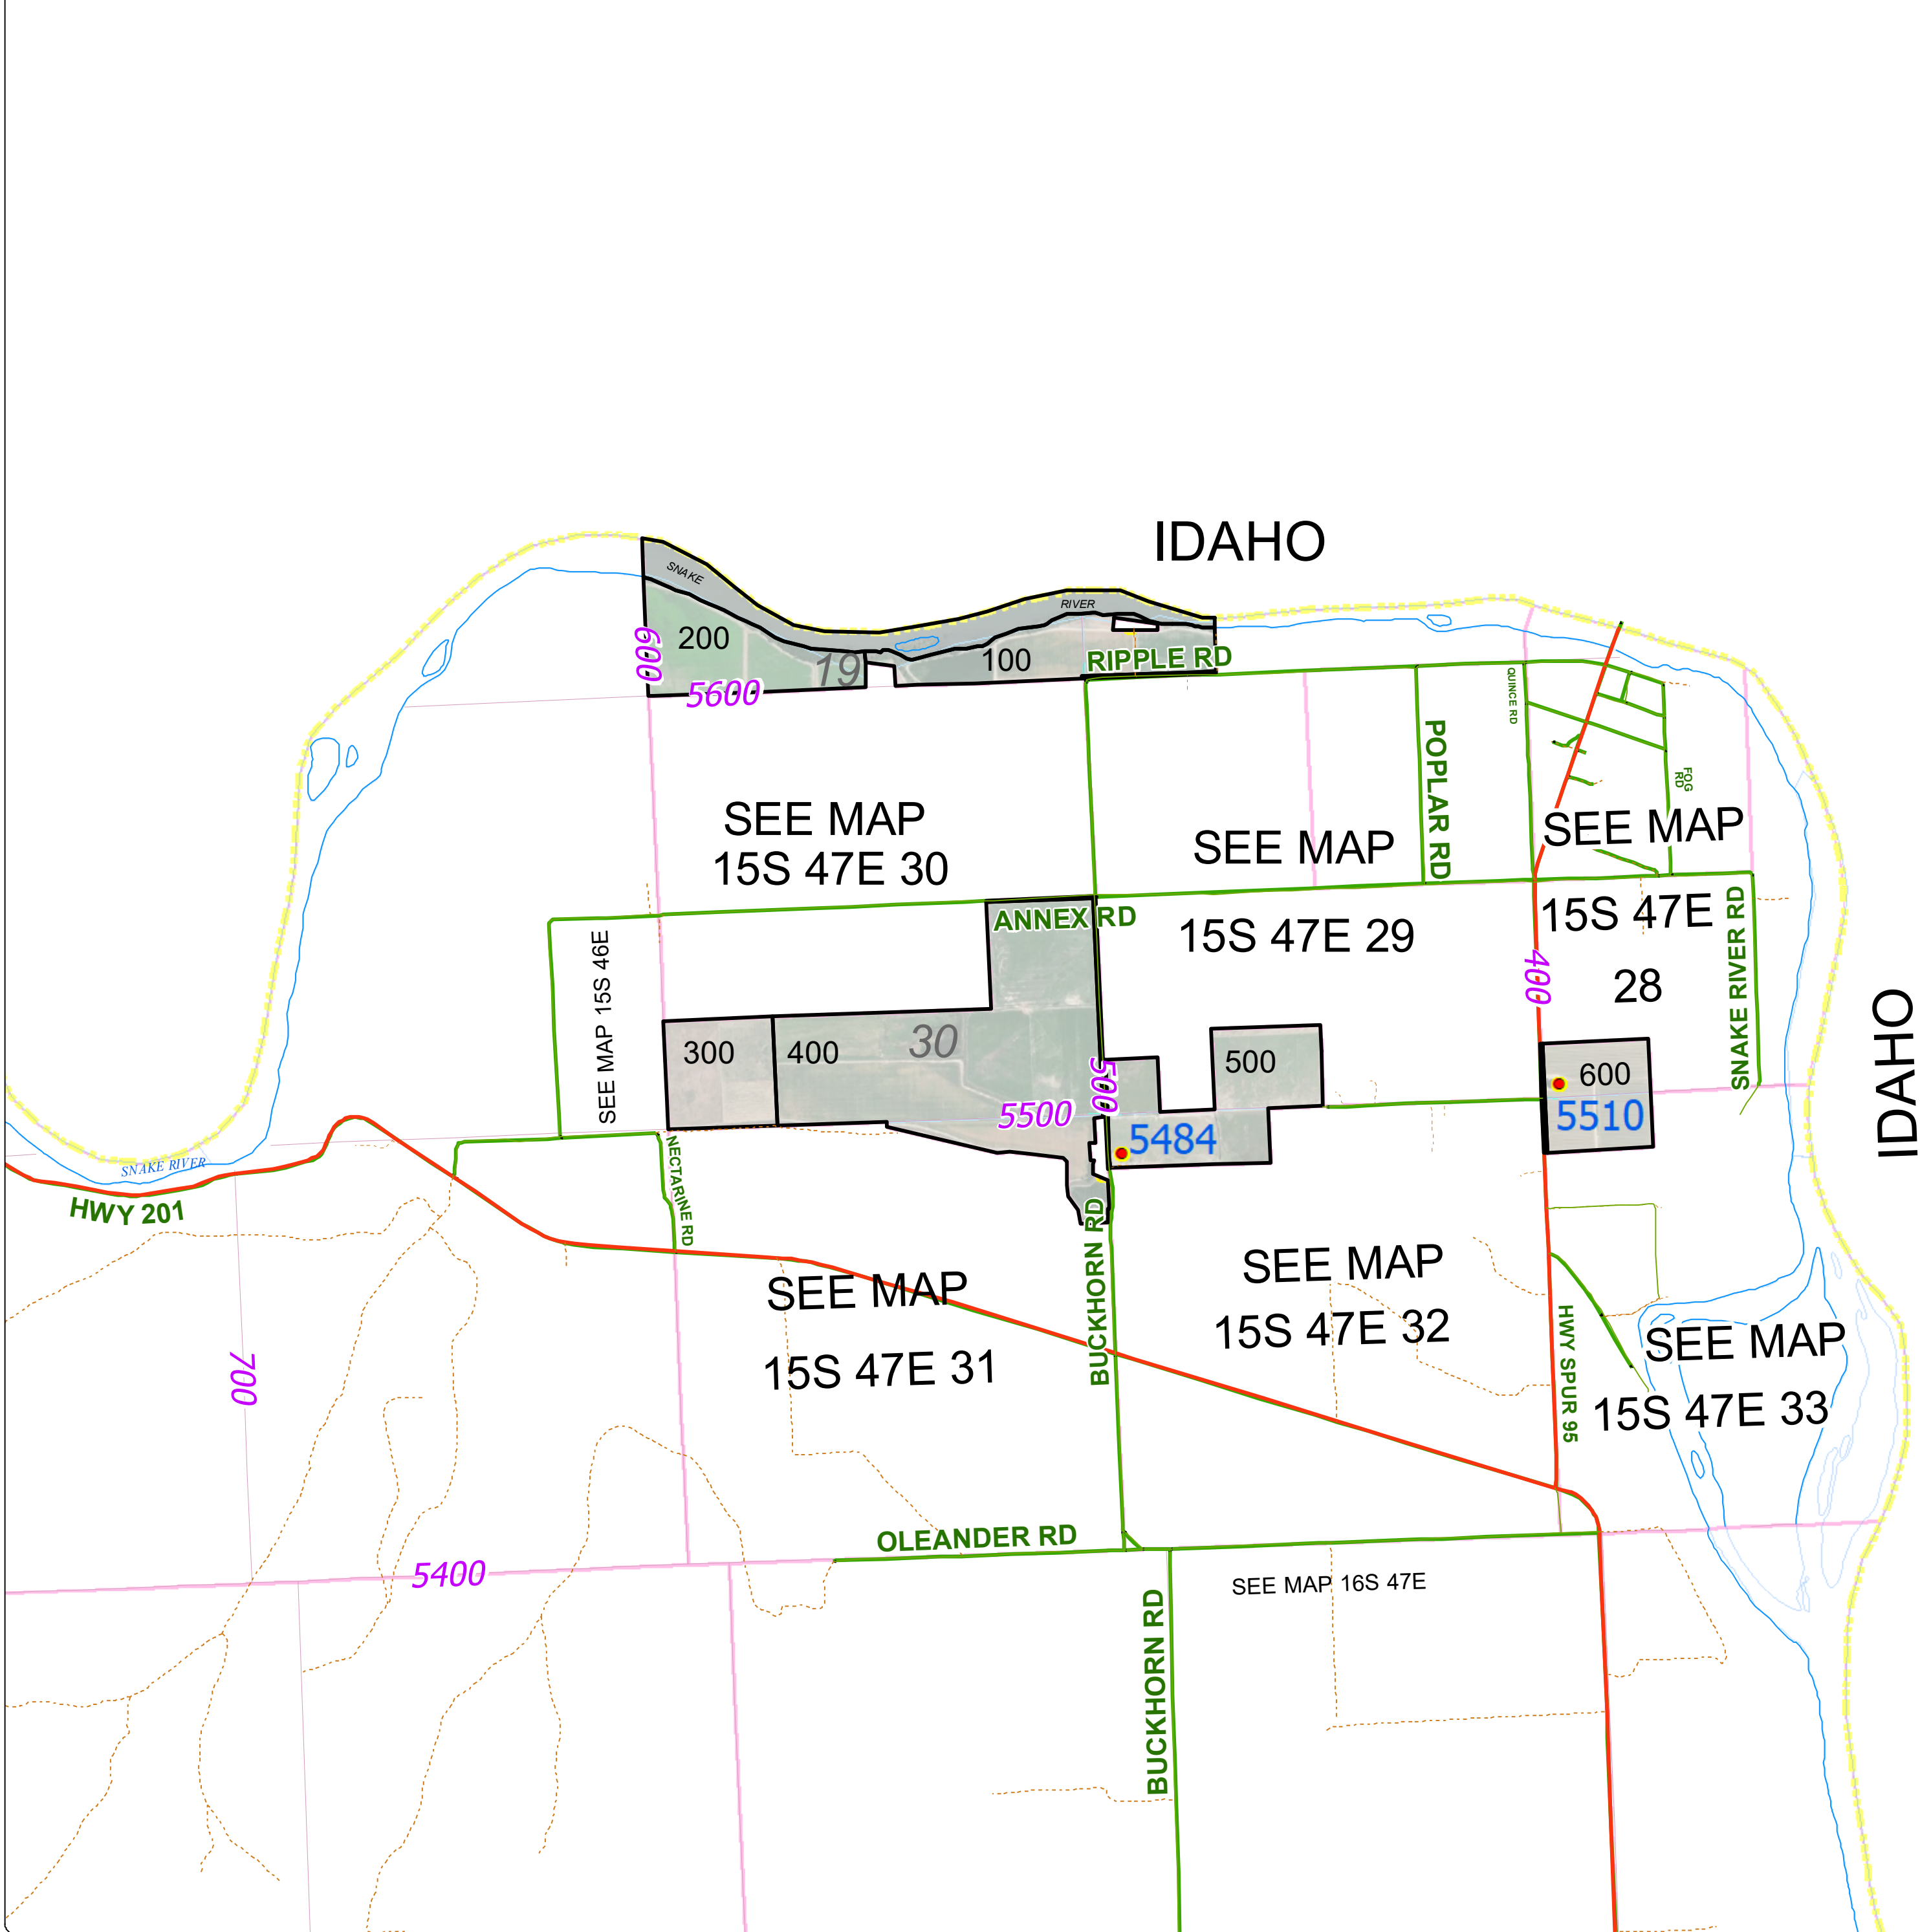 IDAHO
SNAKE
RIVER
200
19
100
RIPPLE RD
600
5600
QUINCE RD
POPLAR RD
FOG
RD
SEE MAP
15S 47E 30
SEE MAP
15S 47E 29
SEE MAP
15S 47E
28
ANNEX RD
SEE MAP 15S 46E
400
SNAKE RIVER RD
IDAHO
300
400
30
500
500
600
5510
5500
5484
SNAKE RIVER
HWY 201
NECTARINE RD
BUCKHORN RD
SEE MAP
15S 47E 31
SEE MAP
15S 47E 32
HWY SPUR 95
SEE MAP
15S 47E 33
700
OLEANDER RD
5400
SEE MAP 16S 47E
BUCKHORN RD